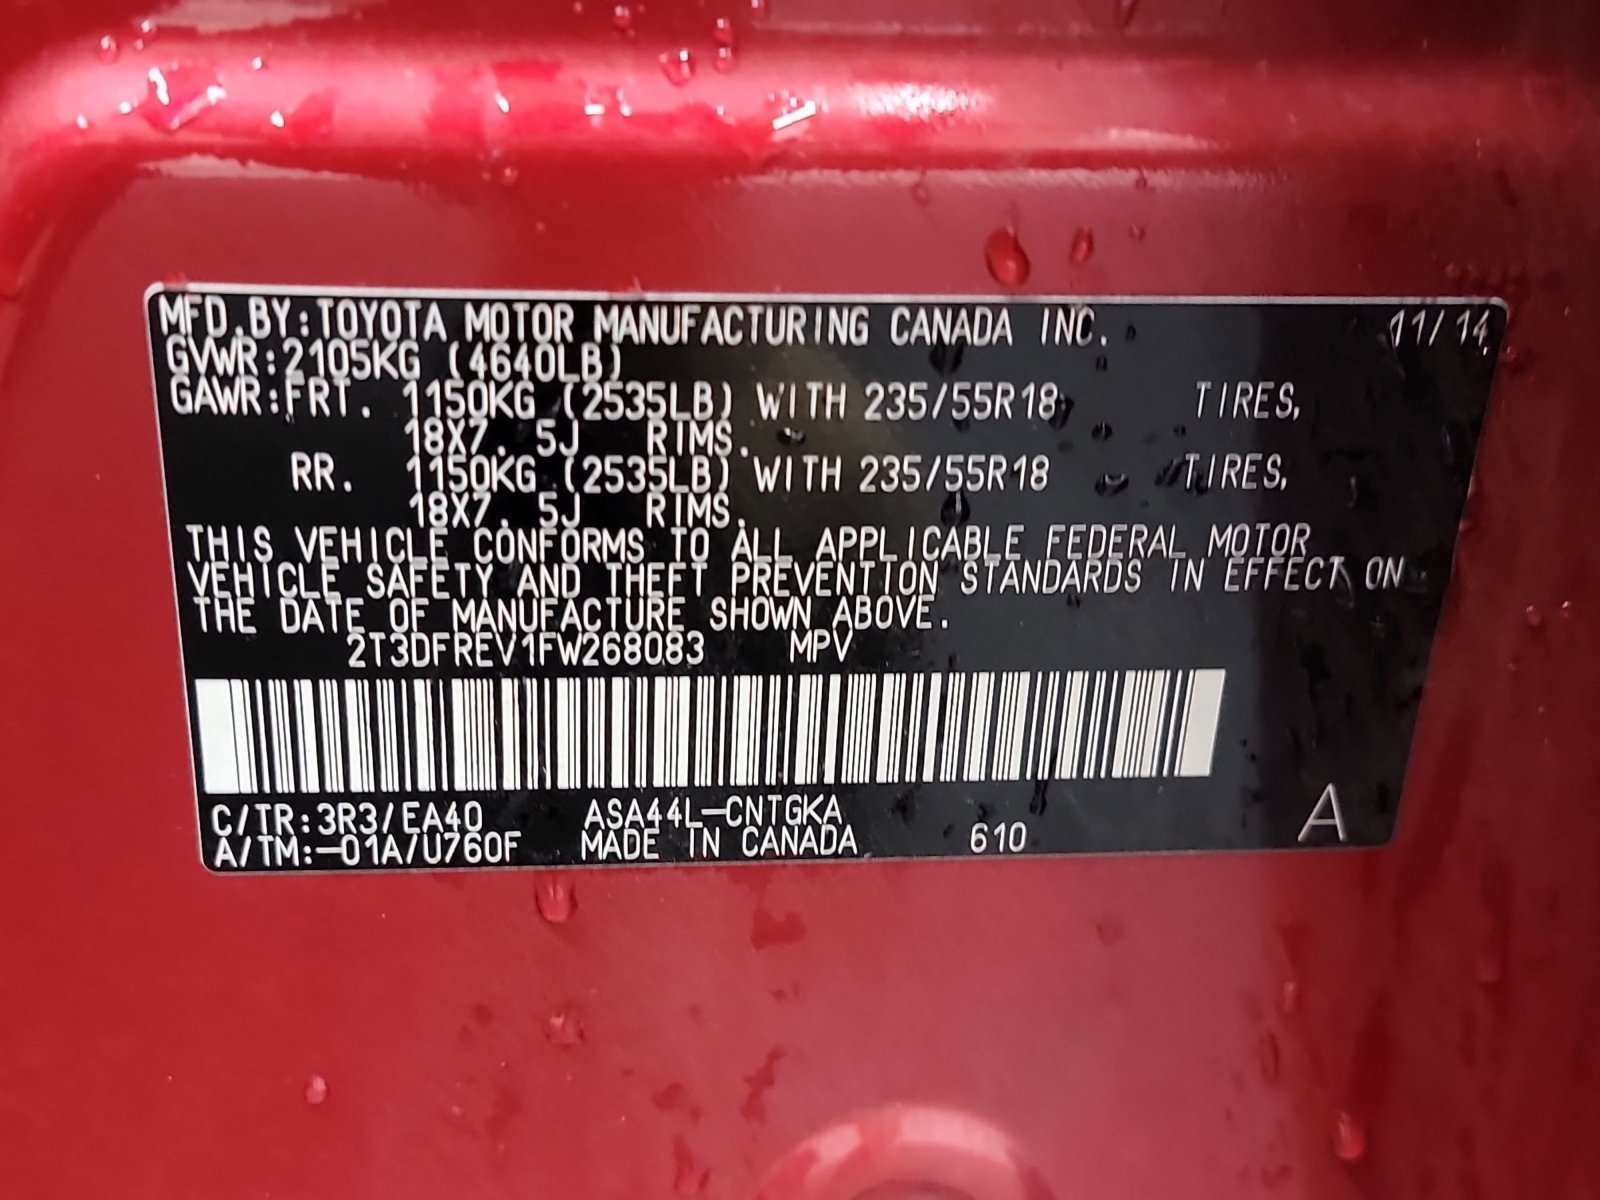 MFD.BY:TOYOTA MOTOR MANUFACTURING CANADA INC. 11/14
GVWR:2105KG (4640LB)
GAWR:FRT. 1150KG (2535LB) WITH 235/55R18 TIRES,
18X7. 5J RIMS.
RR. 1150KG (2535LB) WITH 235/55R18 TIRES,
18X7. 5J RIMS.
THIS VEHICLE CONFORMS TO ALL APPLICABLE FEDERAL MOTOR
VEHICLE SAFETY AND THEFT PREVENTION STANDARDS IN EFFECT ON
THE DATE OF MANUFACTURE SHOWN ABOVE.
2T3DFREV1FW268083 MPV
C/TR:3R3/EA40 ASA44L-CNTGKA
A/TM:-01A/U760F MADE IN CANADA 610 A